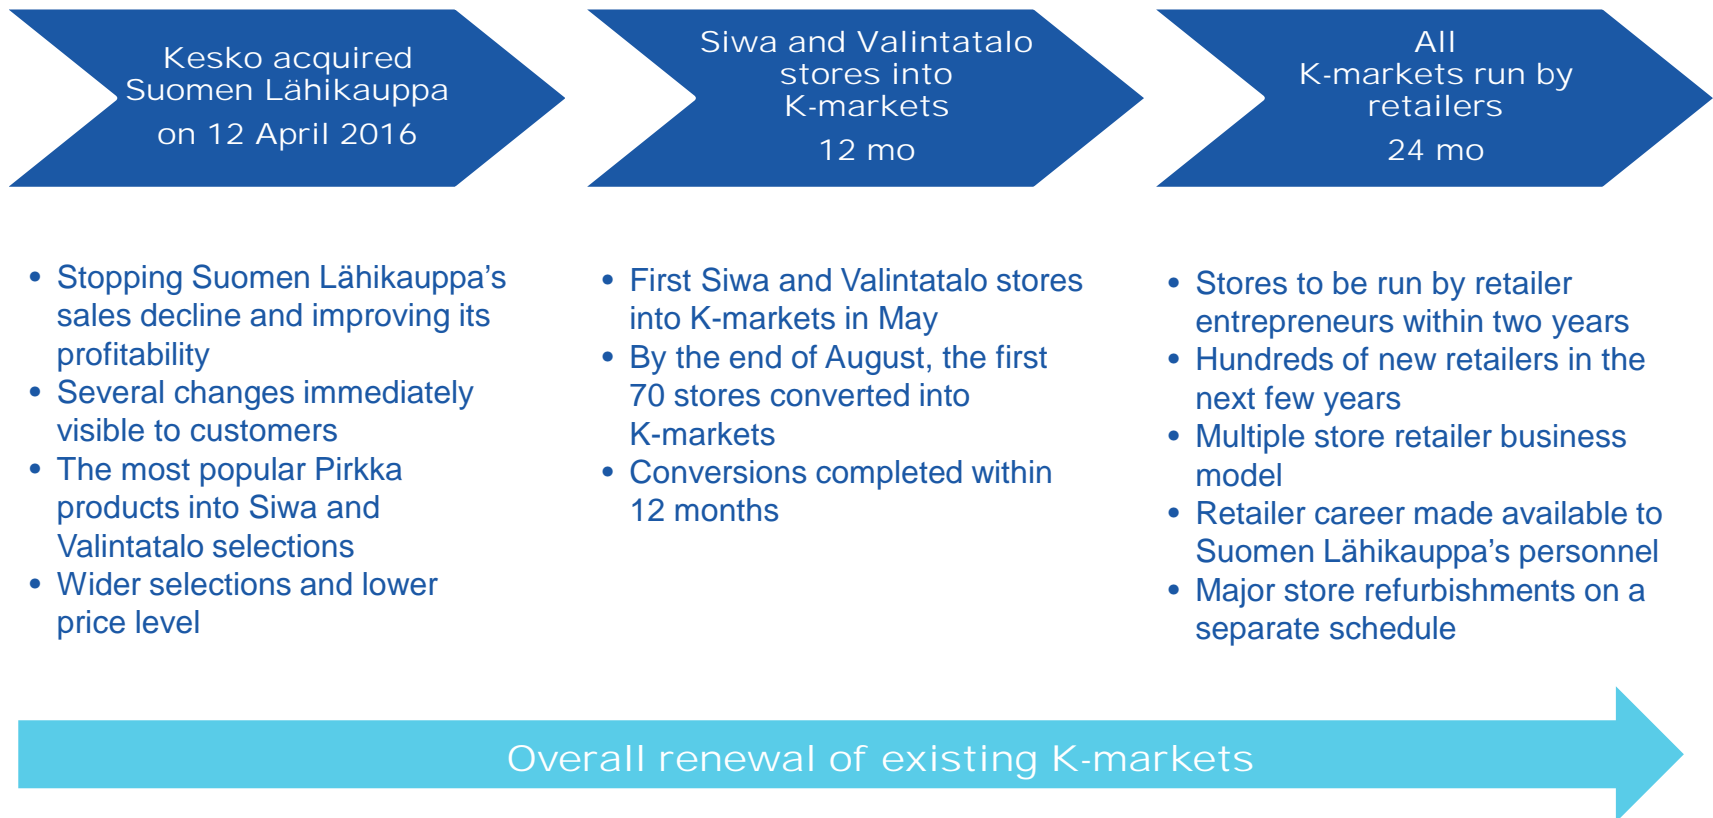 Kesko acquired
Suomen Lähikauppa
on 12 April 2016
Siwa and Valintatalo
stores into
K-markets
12 mo
All
K-markets run by
retailers
24 mo
• Stopping Suomen Lähikauppa's
sales decline and improving its
profitability
• Several changes immediately
visible to customers
• The most popular Pirkka
products into Siwa and
Valintatalo selections
• Wider selections and lower
price level
• First Siwa and Valintatalo stores
into K-markets in May
• By the end of August, the first
70 stores converted into
K-markets
• Conversions completed within
12 months
• Stores to be run by retailer
entrepreneurs within two years
• Hundreds of new retailers in the
next few years
• Multiple store retailer business
model
• Retailer career made available to
Suomen Lähikauppa's personnel
• Major store refurbishments on a
separate schedule
Overall renewal of existing K-markets